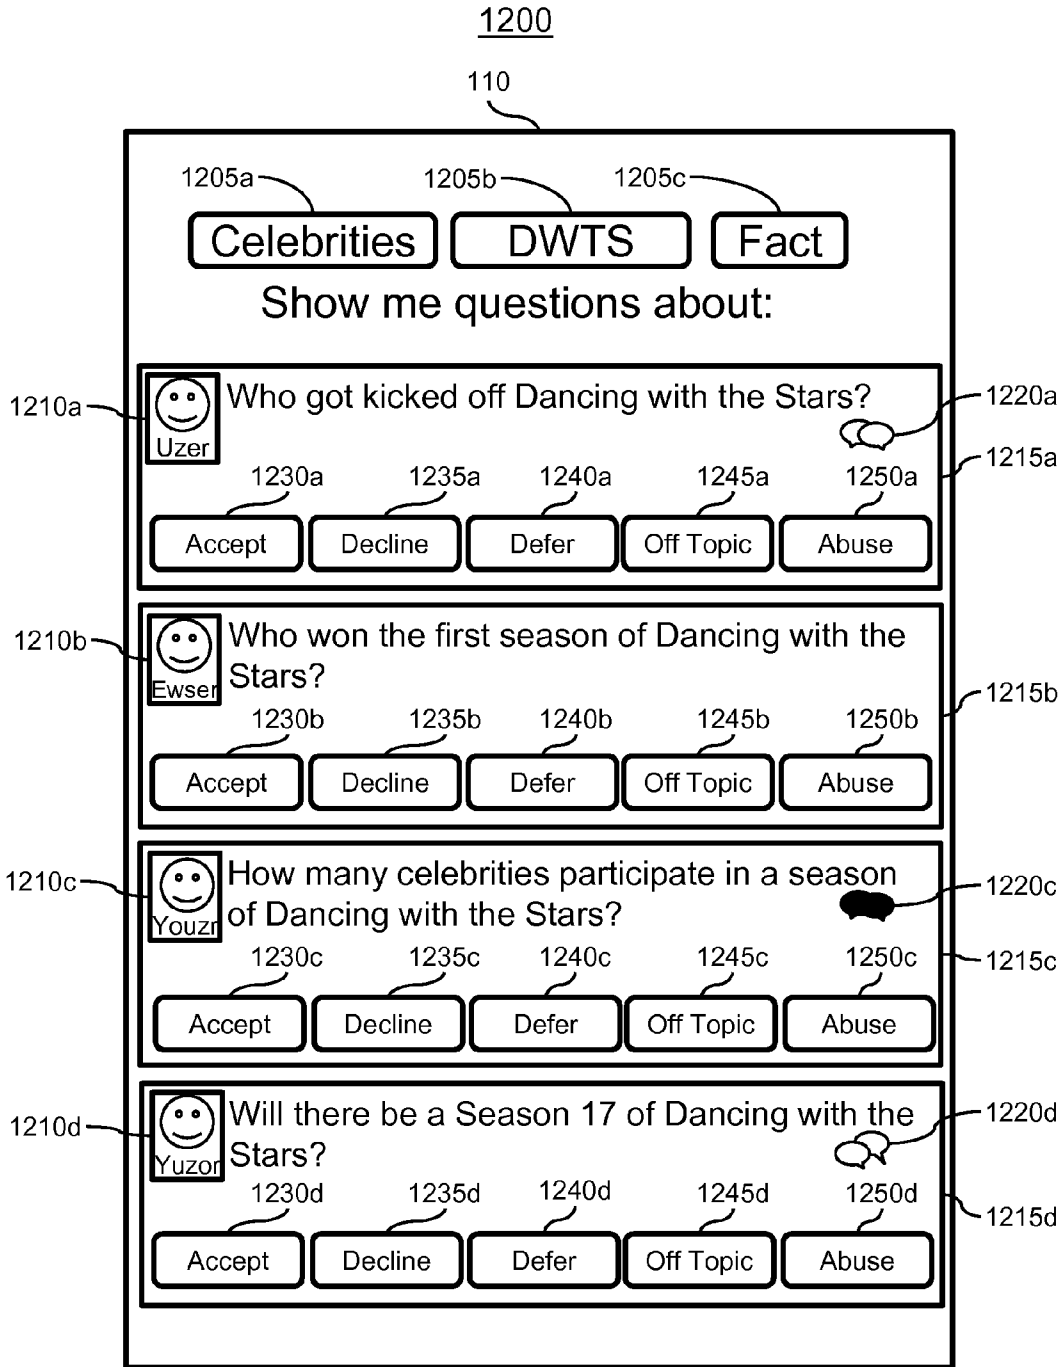 1200
110
1205a 1205b 1205c
Celebrities DWTS Fact
Show me questions about:
1210a
Uzer
Who got kicked off Dancing with the Stars?
1220a
1215a
1230a 1235a 1240a 1245a 1250a
Accept Decline Defer Off Topic Abuse
1210b
Ewser
Who won the first season of Dancing with the
Stars?
1215b
1230b 1235b 1240b 1245b 1250b
Accept Decline Defer Off Topic Abuse
1210c
Youzr
How many celebrities participate in a season
of Dancing with the Stars?
1220c
1215c
1230c 1235c 1240c 1245c 1250c
Accept Decline Defer Off Topic Abuse
1210d
Yuzor
Will there be a Season 17 of Dancing with the
Stars?
1220d
1215d
1230d 1235d 1240d 1245d 1250d
Accept Decline Defer Off Topic Abuse